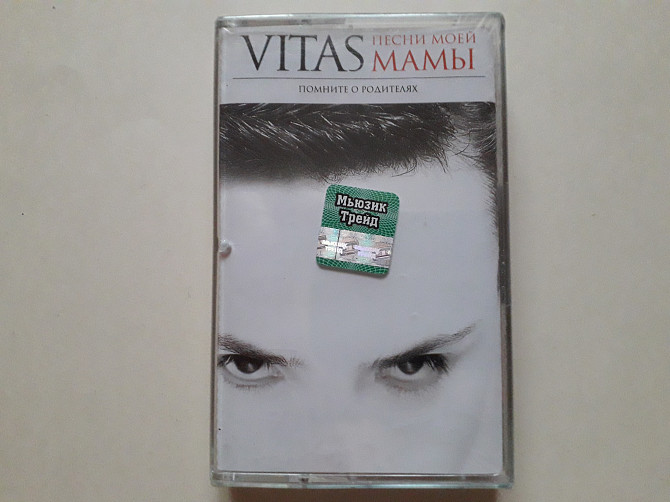 VITAS ПЕСНИ МОЕЙ
МАМЫ
ПОМНИТЕ О РОДИТЕЛЯХ
Мьюзик
Трейд